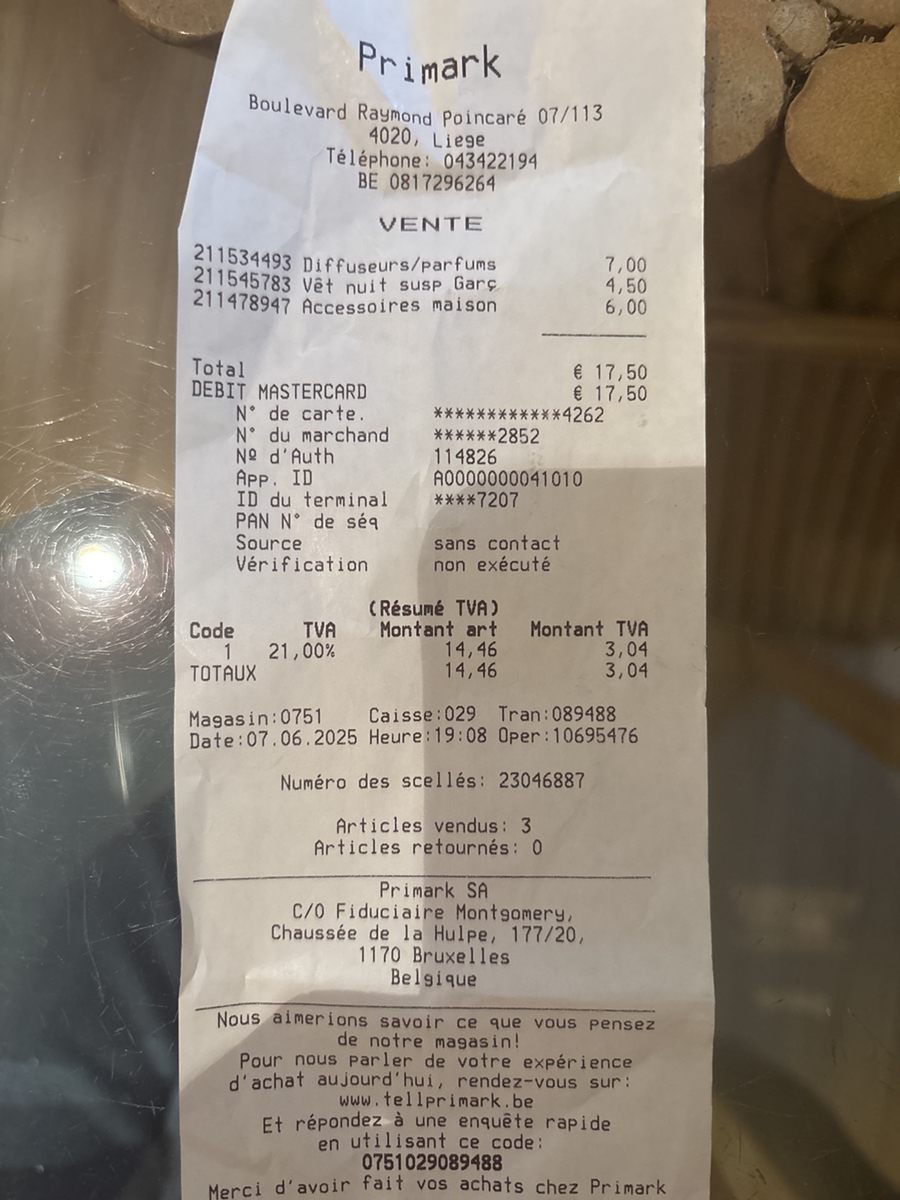 Primark
Boulevard Raymond Poincaré 07/113
4020, Liege
Téléphone: 043422194
BE 0817296264
VENTE
211534493 Diffuseurs/parfums 7,00
211545783 Vêt nuit susp Garç 4,50
211478947 Accessoires maison 6,00
Total € 17,50
DEBIT MASTERCARD € 17,50
N° de carte. ************4262
N° du marchand ******2852
Nº d'Auth 114826
App. ID A0000000041010
ID du terminal ****7207
PAN N° de séq
Source sans contact
Vérification non exécuté
(Résumé TVA)
Code TVA Montant art Montant TVA
1 21,00% 14,46 3,04
TOTAUX 14,46 3,04
Magasin:0751 Caisse:029 Tran:089488
Date:07.06.2025 Heure:19:08 Oper:10695476
Numéro des scellés: 23046887
Articles vendus: 3
Articles retournés: 0
Primark SA
C/O Fiduciaire Montgomery,
Chaussée de la Hulpe, 177/20,
1170 Bruxelles
Belgique
Nous aimerions savoir ce que vous pensez
de notre magasin!
Pour nous parler de votre expérience
d'achat aujourd'hui, rendez-vous sur:
www.tellprimark.be
Et répondez à une enquête rapide
en utilisant ce code:
0751029089488
Merci d'avoir fait vos achats chez Primark